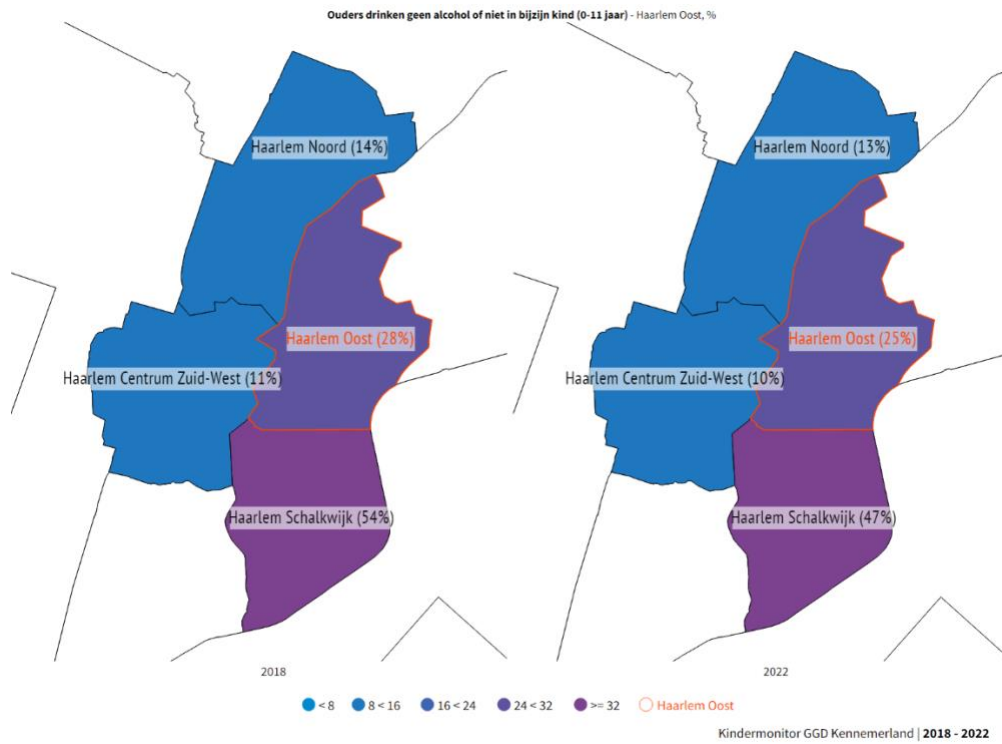 Ouders drinken geen alcohol of niet in bijzijn kind (0-11 jaar) - Haarlem Oost, %
Haarlem Noord (14%)
Haarlem Oost (28%)
Haarlem Centrum Zuid-West (11%)
Haarlem Schalkwijk (54%)
2018
Haarlem Noord (13%)
Haarlem Oost (25%)
Haarlem Centrum Zuid-West (10%)
Haarlem Schalkwijk (47%)
2022
< 8 8 < 16 16 < 24 24 < 32 >= 32 Haarlem Oost
Kindermonitor GGD Kennemerland | 2018 - 2022